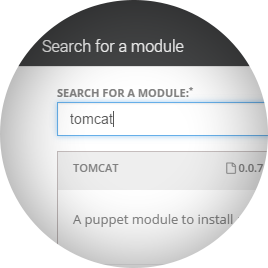 Search for a module
SEARCH FOR A MODULE:*
tomcat
TOMCAT 0.0.7
A puppet module to install